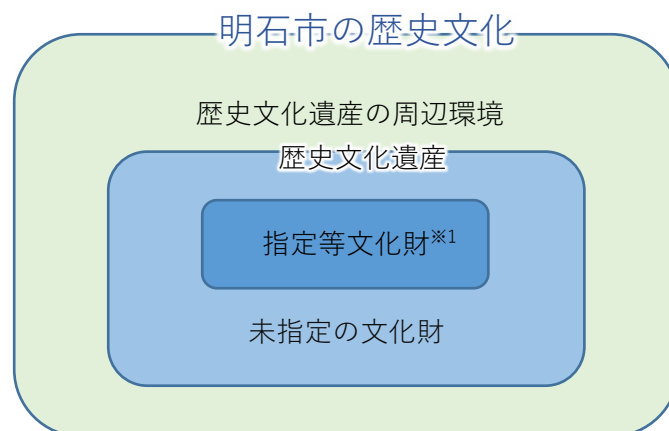 明石市の歴史文化
歴史文化遺産の周辺環境
歴史文化遺産
指定等文化財※1
未指定の文化財